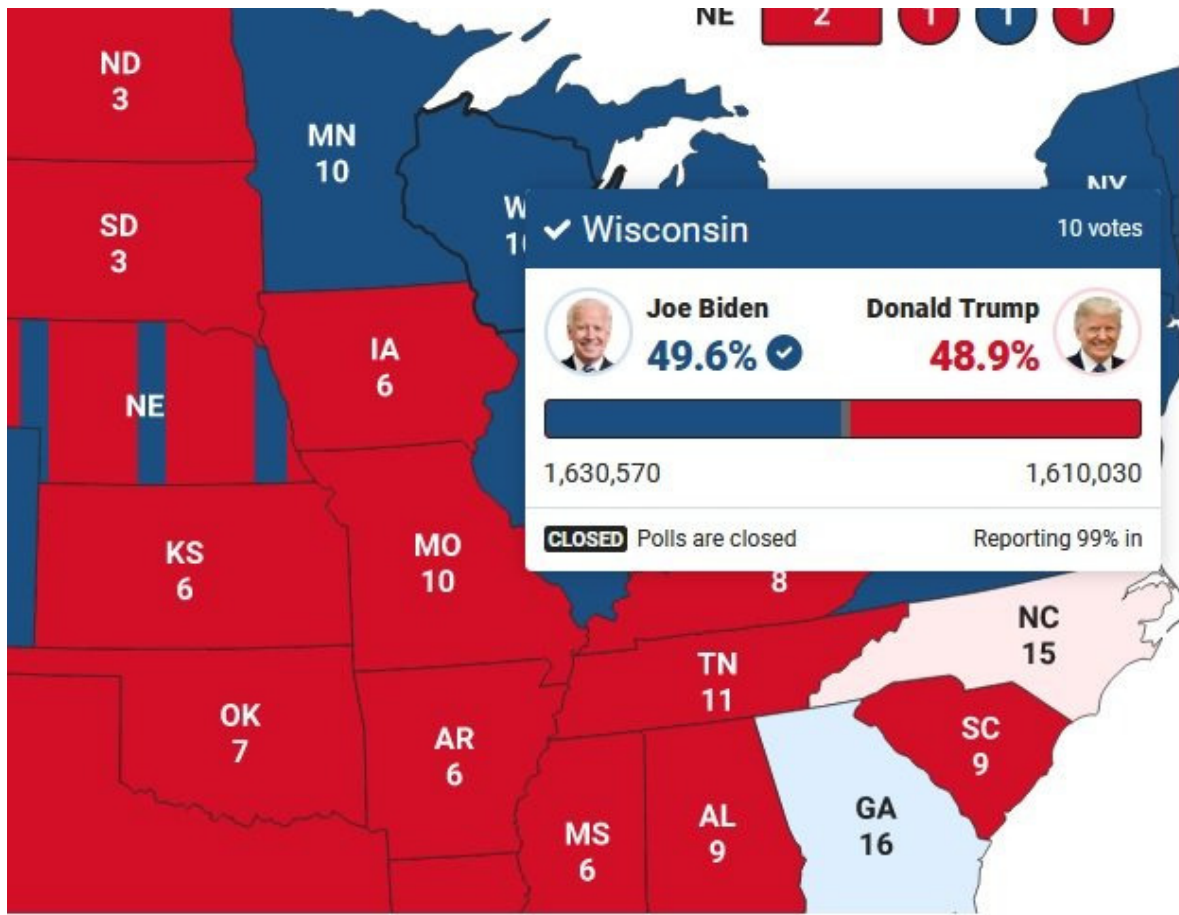 NE 2 1 1 1
ND
3
MN
10
NY
SD
3
W
✔ Wisconsin 10 votes
Joe Biden Donald Trump
49.6% 48.9%
1,630,570 1,610,030
CLOSED Polls are closed Reporting 99% in
IA
6
NE
KS
6
MO
10
8
NC
15
TN
11
OK
7
AR
6
SC
9
MS
6
AL
9
GA
16